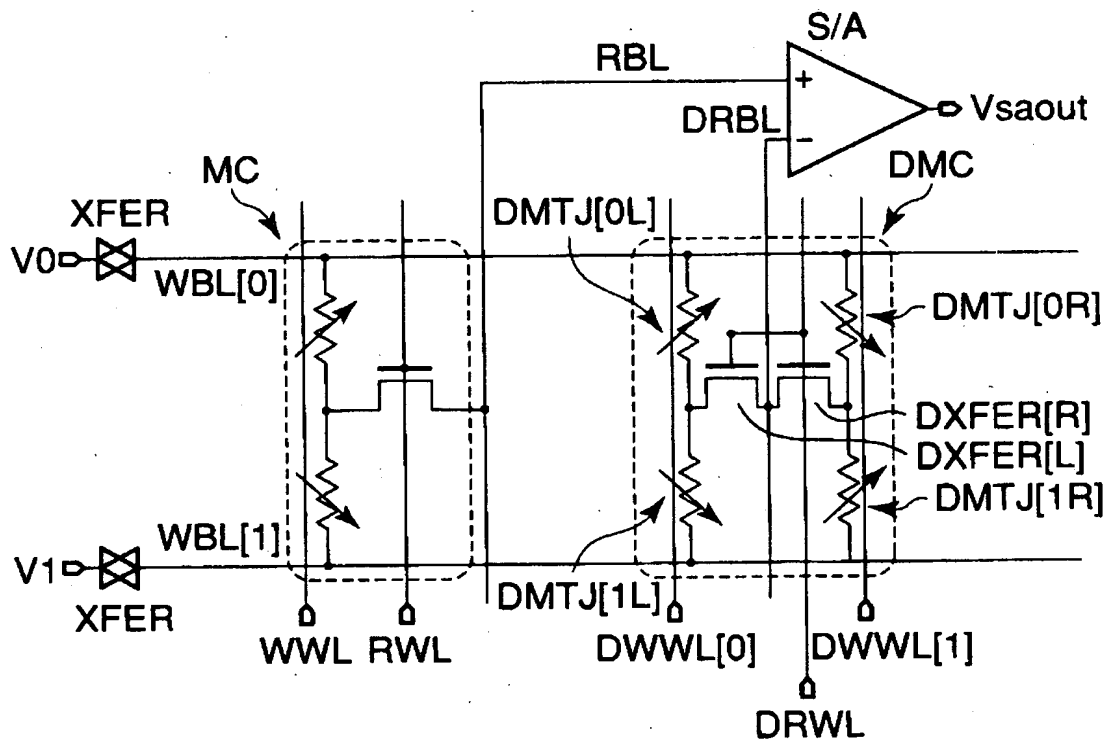 S/A
RBL
+
Vsaout
DRBL
−
MC
DMC
XFER
DMTJ[0L]
V0
WBL[0]
DMTJ[0R]
DXFER[R]
DXFER[L]
DMTJ[1R]
WBL[1]
V1
DMTJ[1L]
XFER
WWL RWL
DWWL[0]
DWWL[1]
DRWL